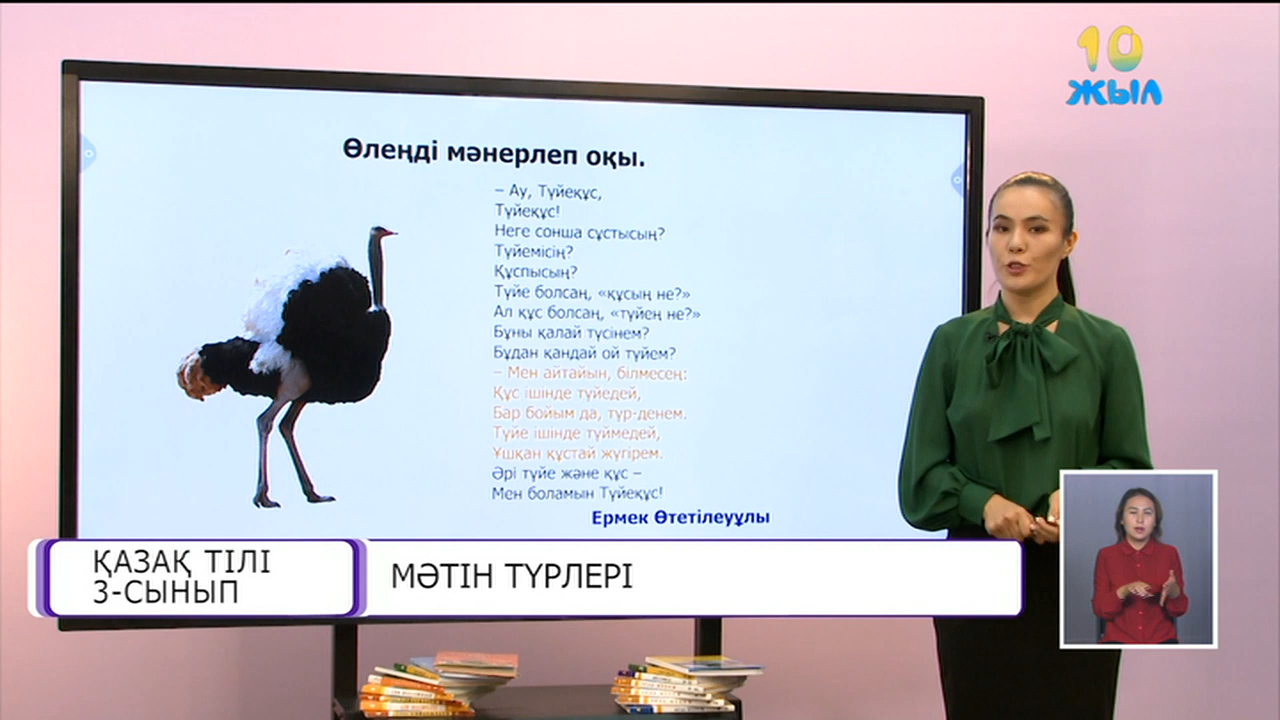 10
ЖЫЛ
Өлеңді мәнерлеп оқы.
– Ау, Түйеқұс,
Түйеқұс!
Неге сонша сұстысың?
Түйемісің?
Құспысың?
Түйе болсаң, «құсың не?»
Ал құс болсаң, «түйең не?»
Бұны қалай түсінем?
Бұдан қандай ой түйем?
– Мен айтайын, білмесең:
Құс ішінде түйедей,
Бар бойым да, түр-денем.
Түйе ішінде түймедей,
Ұшқан құстай жүгірем.
Әрі түйе және құс –
Мен боламын Түйеқұс!
Ермек Өтетілеуұлы
ҚАЗАҚ ТІЛІ
3-СЫНЫП
МӘТІН ТҮРЛЕРІ